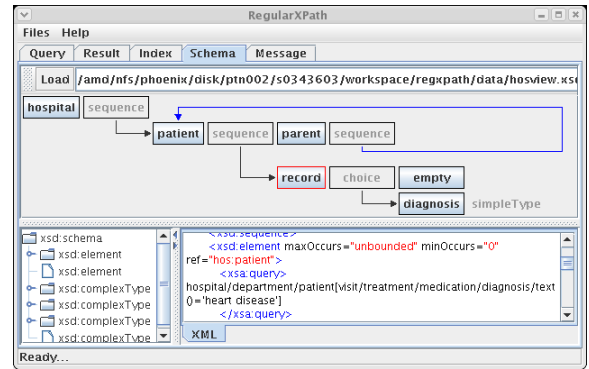 RegularXPath
Files Help
Query Result Index Schema Message
Load /amd/nfs/phoenix/disk/ptn002/s0343603/workspace/regxpath/data/hosview.xsd
hospital sequence
patient sequence parent sequence
record choice empty
diagnosis simpleType
xsd:schema
xsd:element
xsd:element
xsd:complexType
xsd:complexType
xsd:complexType
xsd:complexType
<xsd:sequence>
<xsd:element maxOccurs="unbounded" minOccurs="0"
ref="hos:patient">
<xsa:query>
hospital/department/patient[visit/treatment/medication/diagnosis/text
()='heart disease']
</xsa:query>
XML
Ready...